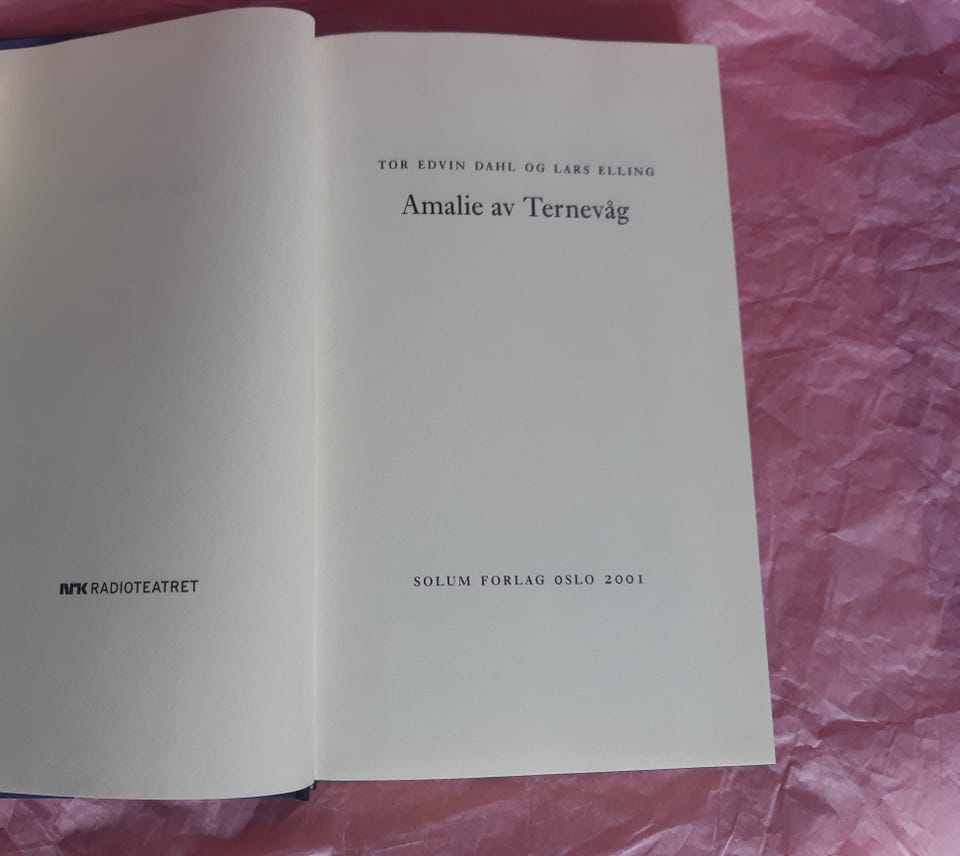 NRK RADIOTEATRET
TOR EDVIN DAHL OG LARS ELLING
Amalie av Ternevåg
SOLUM FORLAG OSLO 2001